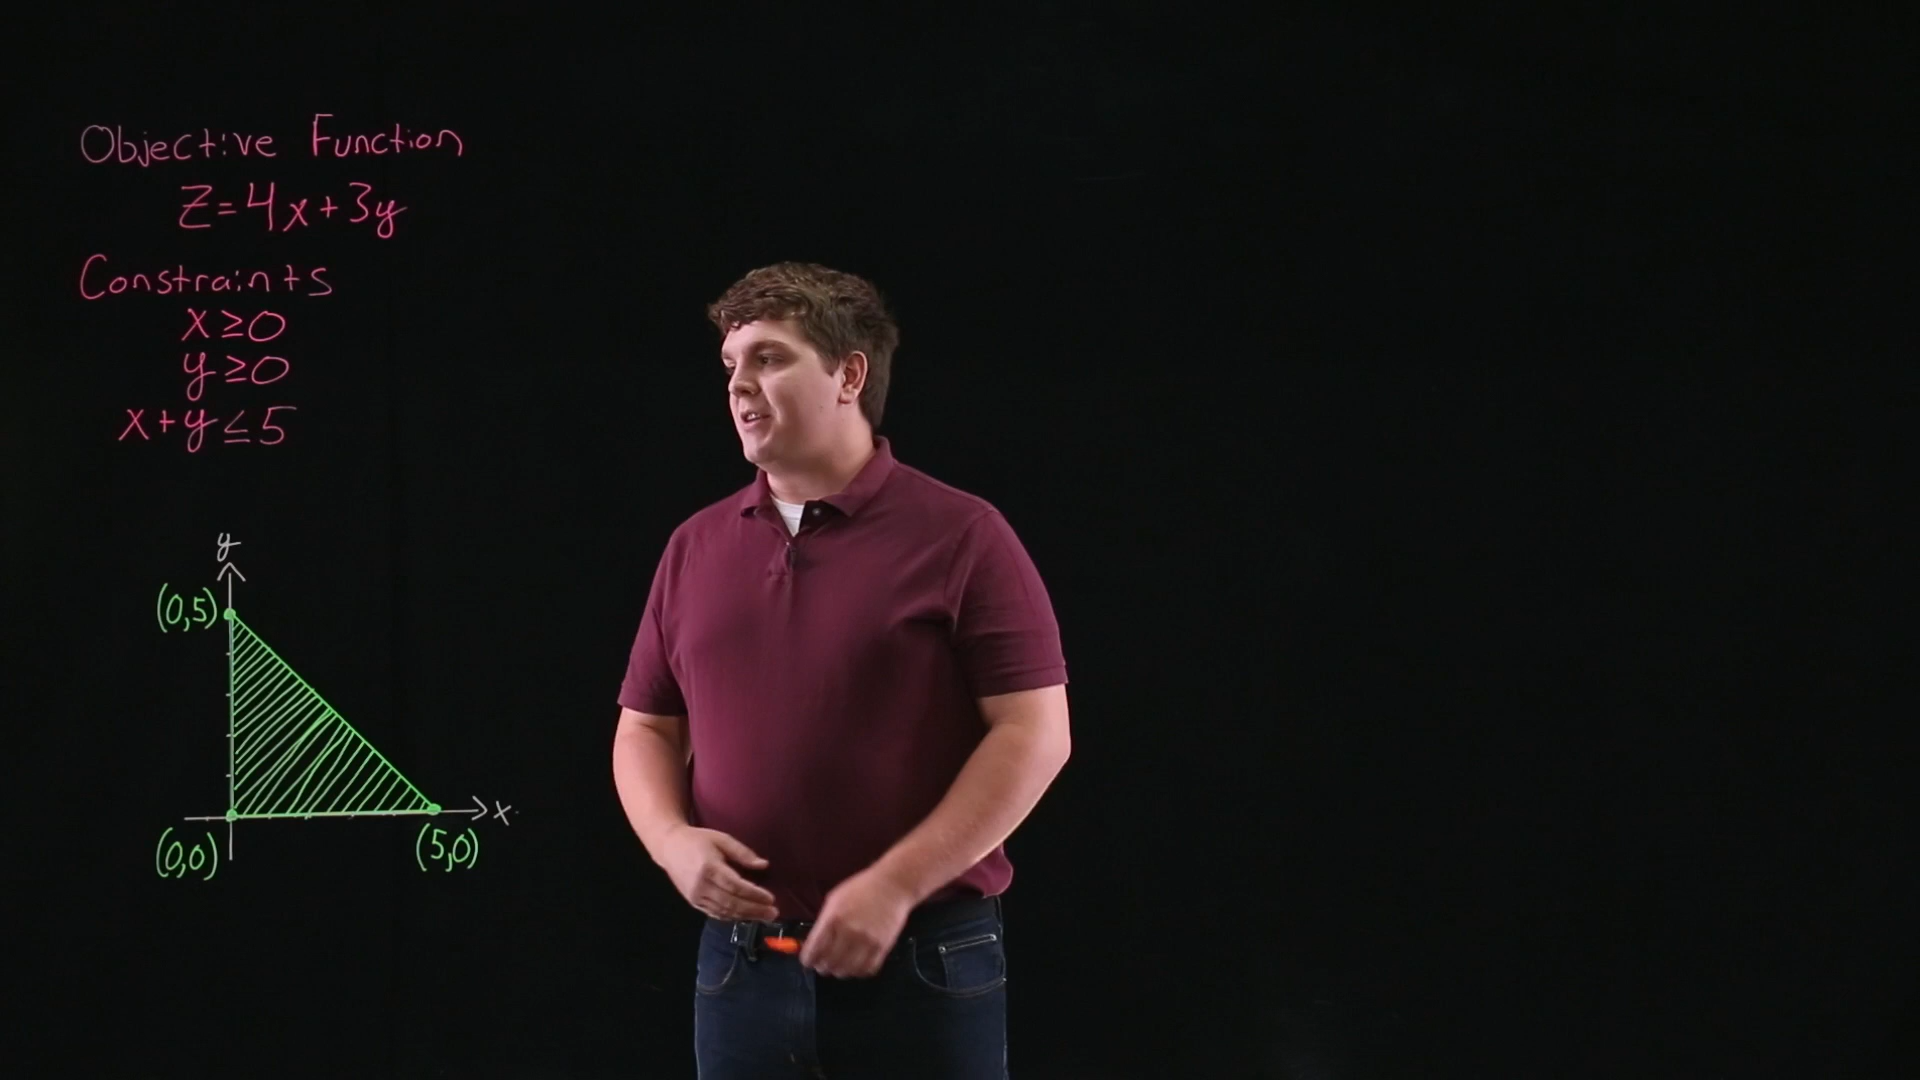 Objective Function
Z=4x+3y
Constraints
x≥0
y≥0
x+y≤5
y
(0,5)
x
(0,0)
(5,0)